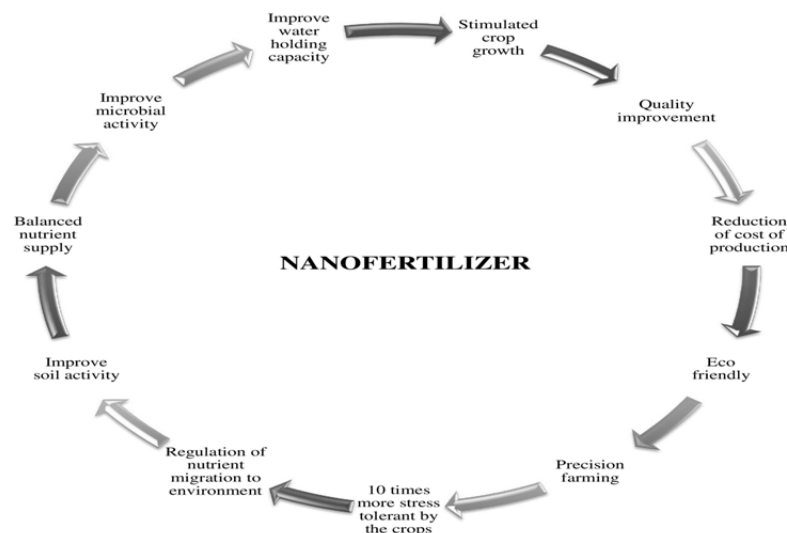 Improve
water
holding
capacity
Stimulated
crop
growth
Quality
improvement
Reduction
of cost of
production
Eco
friendly
Precision
farming
10 times
more stress
tolerant by
the crops
Regulation of
nutrient
migration to
environment
Improve
soil activity
Balanced
nutrient
supply
Improve
microbial
activity
NANOFERTILIZER